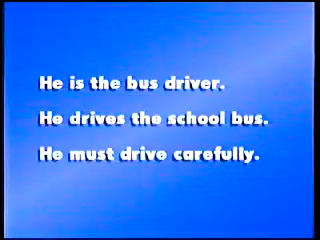 He is the bus driver.
He drives the school bus.
He must drive carefully.